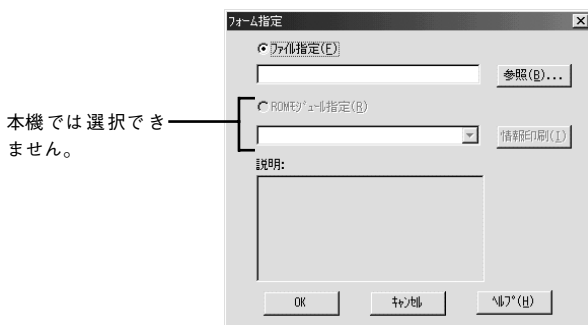 フォーム指定
ファイル指定(F)
参照(B)...
本機では選択でき
ません。
ROMモジュール指定(R)
情報印刷(I)
説明:
OK
キャンセル
ヘルプ(H)